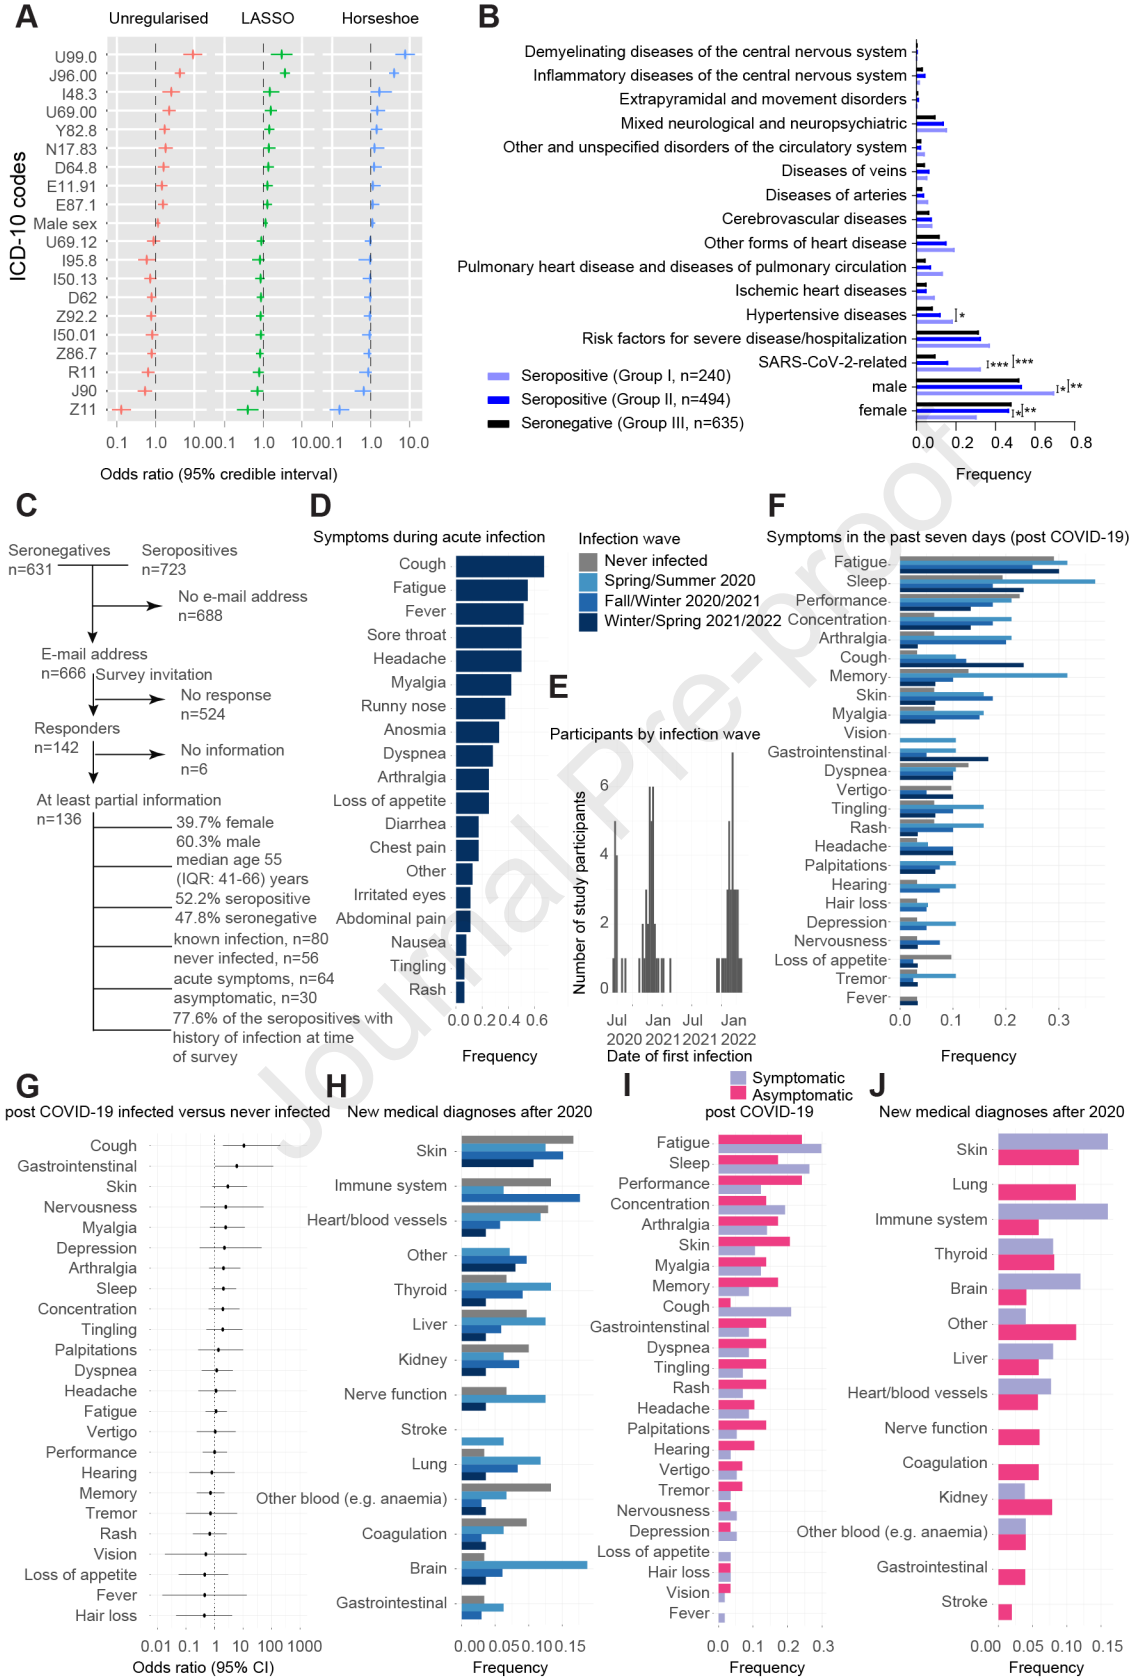 A
Unregularised
LASSO
Horseshoe
ICD-10 codes
U99.0
J96.00
I48.3
U69.00
Y82.8
N17.83
D64.8
E11.91
E87.1
Male sex
U69.12
I95.8
I50.13
D62
Z92.2
I50.01
Z86.7
R11
J90
Z11
0.1 1.0 10.0 0.1 1.0 10.0 0.1 1.0 10.0
Odds ratio (95% credible interval)
B
Demyelinating diseases of the central nervous system
Inflammatory diseases of the central nervous system
Extrapyramidal and movement disorders
Mixed neurological and neuropsychiatric
Other and unspecified disorders of the circulatory system
Diseases of veins
Diseases of arteries
Cerebrovascular diseases
Other forms of heart disease
Pulmonary heart disease and diseases of pulmonary circulation
Ischemic heart diseases
Hypertensive diseases
*
Risk factors for severe disease/hospitalization
SARS-CoV-2-related
*** ***
male
* **
female
* **
Seropositive (Group I, n=240)
Seropositive (Group II, n=494)
Seronegative (Group III, n=635)
0.0 0.2 0.4 0.6 0.8
Frequency
C
Seronegatives
n=631
Seropositives
n=723
No e-mail address
n=688
E-mail address
n=666
Survey invitation
No response
n=524
Responders
n=142
No information
n=6
At least partial information
n=136
39.7% female
60.3% male
median age 55
(IQR: 41-66) years
52.2% seropositive
47.8% seronegative
known infection, n=80
never infected, n=56
acute symptoms, n=64
asymptomatic, n=30
77.6% of the seropositives with
history of infection at time
of survey
D
Symptoms during acute infection
Cough
Fatigue
Fever
Sore throat
Headache
Myalgia
Runny nose
Anosmia
Dyspnea
Arthralgia
Loss of appetite
Diarrhea
Chest pain
Other
Irritated eyes
Abdominal pain
Nausea
Tingling
Rash
0.0 0.2 0.4 0.6
Frequency
Infection wave
Never infected
Spring/Summer 2020
Fall/Winter 2020/2021
Winter/Spring 2021/2022
E
Participants by infection wave
Number of study participants
6
4
2
0
Jul Jan Jul Jan
2020 2021 2021 2022
Date of first infection
F
Symptoms in the past seven days (post COVID-19)
Fatigue
Sleep
Performance
Concentration
Arthralgia
Cough
Memory
Skin
Myalgia
Vision
Gastrointestinal
Dyspnea
Vertigo
Tingling
Rash
Headache
Palpitations
Hearing
Hair loss
Depression
Nervousness
Loss of appetite
Tremor
Fever
0.0 0.1 0.2 0.3
Frequency
Journal Pre-proof
G
post COVID-19 infected versus never infected
Cough
Gastrointenstinal
Skin
Nervousness
Myalgia
Depression
Arthralgia
Sleep
Concentration
Tingling
Palpitations
Dyspnea
Headache
Fatigue
Vertigo
Performance
Hearing
Memory
Tremor
Rash
Vision
Loss of appetite
Fever
Hair loss
0.01 0.1 1 10 100 1000
Odds ratio (95% CI)
H
New medical diagnoses after 2020
Skin
Immune system
Heart/blood vessels
Other
Thyroid
Liver
Kidney
Nerve function
Stroke
Lung
Other blood (e.g. anaemia)
Coagulation
Brain
Gastrointestinal
0.00 0.05 0.10 0.15
Frequency
I
Symptomatic
Asymptomatic
post COVID-19
Fatigue
Sleep
Performance
Concentration
Arthralgia
Skin
Myalgia
Memory
Cough
Gastrointenstinal
Dyspnea
Tingling
Rash
Headache
Palpitations
Hearing
Vertigo
Tremor
Nervousness
Depression
Loss of appetite
Hair loss
Vision
Fever
0.0 0.1 0.2 0.3
Frequency
J
New medical diagnoses after 2020
Skin
Lung
Immune system
Thyroid
Brain
Other
Liver
Heart/blood vessels
Nerve function
Coagulation
Kidney
Other blood (e.g. anaemia)
Gastrointestinal
Stroke
0.00 0.05 0.10 0.15
Frequency